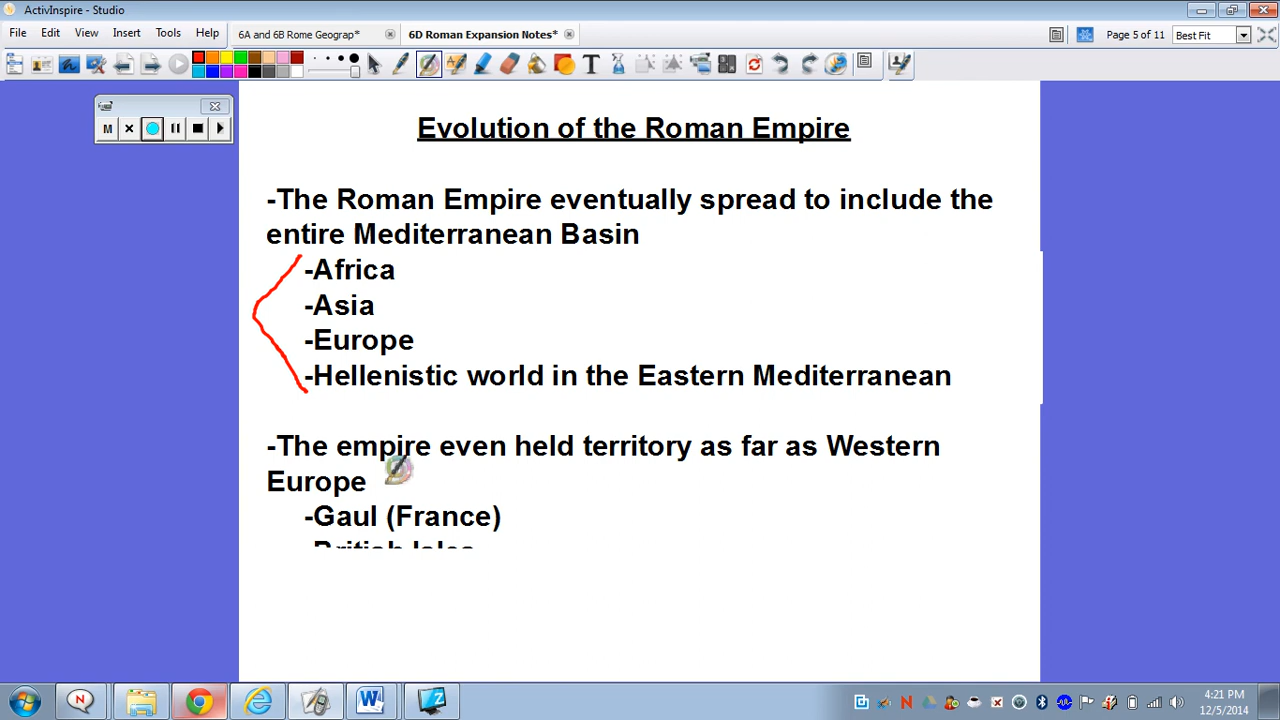 ActivInspire - Studio
File Edit View Insert Tools Help
6A and 6B Rome Geograp*
6D Roman Expansion Notes*
Page 5 of 11
Best Fit
M
Evolution of the Roman Empire
-The Roman Empire eventually spread to include the
entire Mediterranean Basin
-Africa
-Asia
-Europe
-Hellenistic world in the Eastern Mediterranean
-The empire even held territory as far as Western
Europe
-Gaul (France)
-British Isles
4:21 PM
12/5/2014